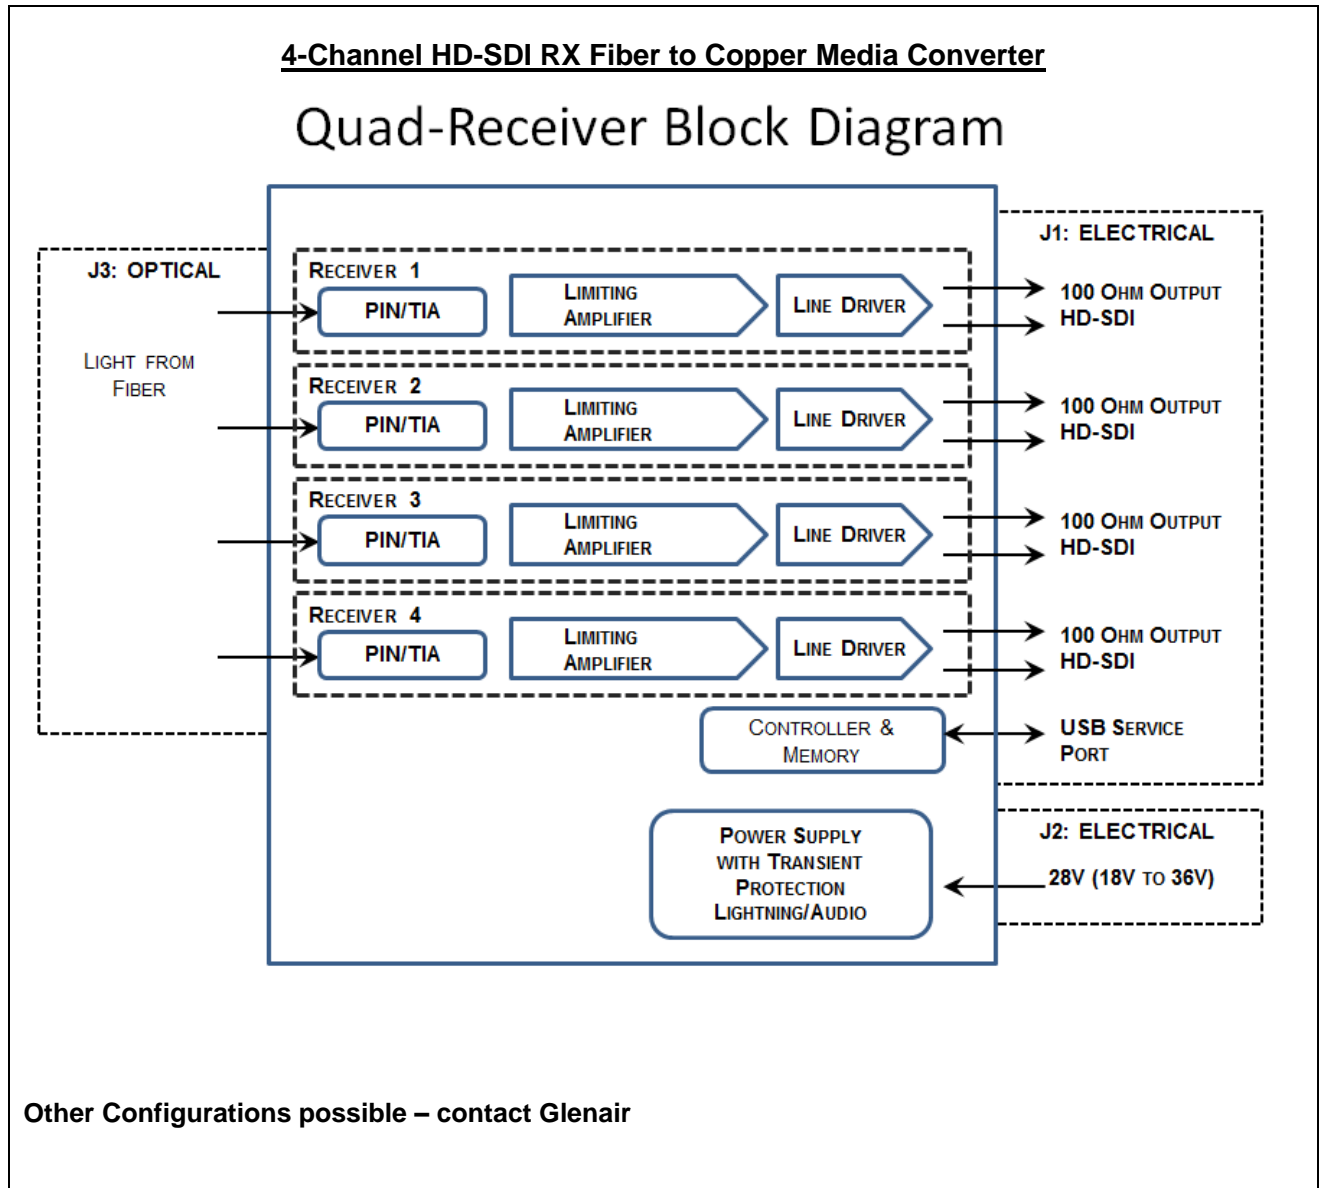 4-Channel HD-SDI RX Fiber to Copper Media Converter
Quad-Receiver Block Diagram
J3: OPTICAL
LIGHT FROM
FIBER
RECEIVER 1
PIN/TIA
LIMITING
AMPLIFIER
LINE DRIVER
RECEIVER 2
PIN/TIA
LIMITING
AMPLIFIER
LINE DRIVER
RECEIVER 3
PIN/TIA
LIMITING
AMPLIFIER
LINE DRIVER
RECEIVER 4
PIN/TIA
LIMITING
AMPLIFIER
LINE DRIVER
CONTROLLER &
MEMORY
POWER SUPPLY
WITH TRANSIENT
PROTECTION
LIGHTNING/AUDIO
J1: ELECTRICAL
100 OHM OUTPUT
HD-SDI
100 OHM OUTPUT
HD-SDI
100 OHM OUTPUT
HD-SDI
100 OHM OUTPUT
HD-SDI
USB SERVICE
PORT
J2: ELECTRICAL
28V (18V TO 36V)
Other Configurations possible – contact Glenair